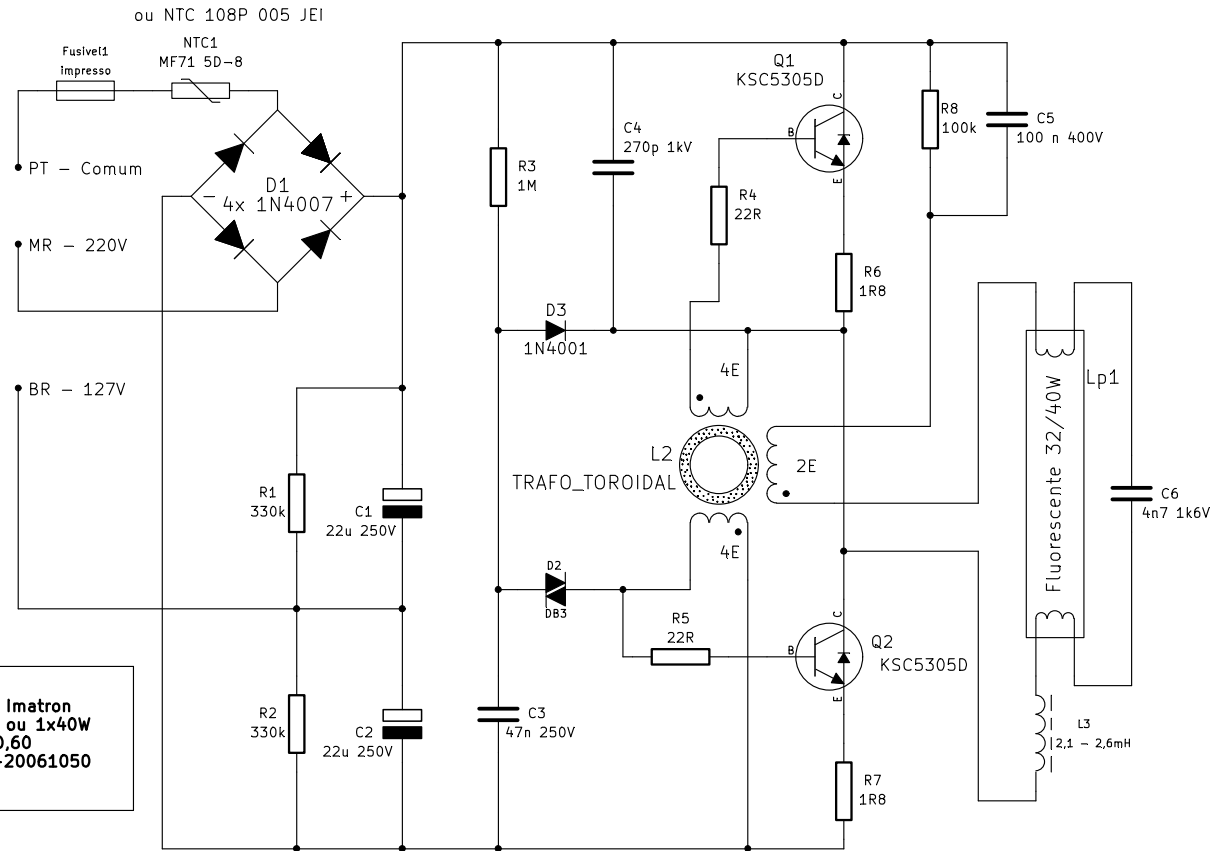 ou NTC 108P 005 JEI
Fusivel1
impresso
NTC1
MF71 5D-8
PT - Comum
D1
4x 1N4007
- +
MR - 220V
BR - 127V
R1
330k
C1
22u 250V
R2
330k
C2
22u 250V
Imatron
ou 1x40W
0,60
-20061050
R3
1M
C4
270p 1kV
D3
1N4001
D2
DB3
C3
47n 250V
Q1
KSC5305D
C
B
E
R4
22R
R6
1R8
R8
100k
C5
100 n 400V
4E
L2
TRAFO_TOROIDAL
2E
4E
R5
22R
Q2
KSC5305D
C
B
E
R7
1R8
Lp1
Fluorescente 32/40W
C6
4n7 1k6V
L3
2,1 - 2,6mH